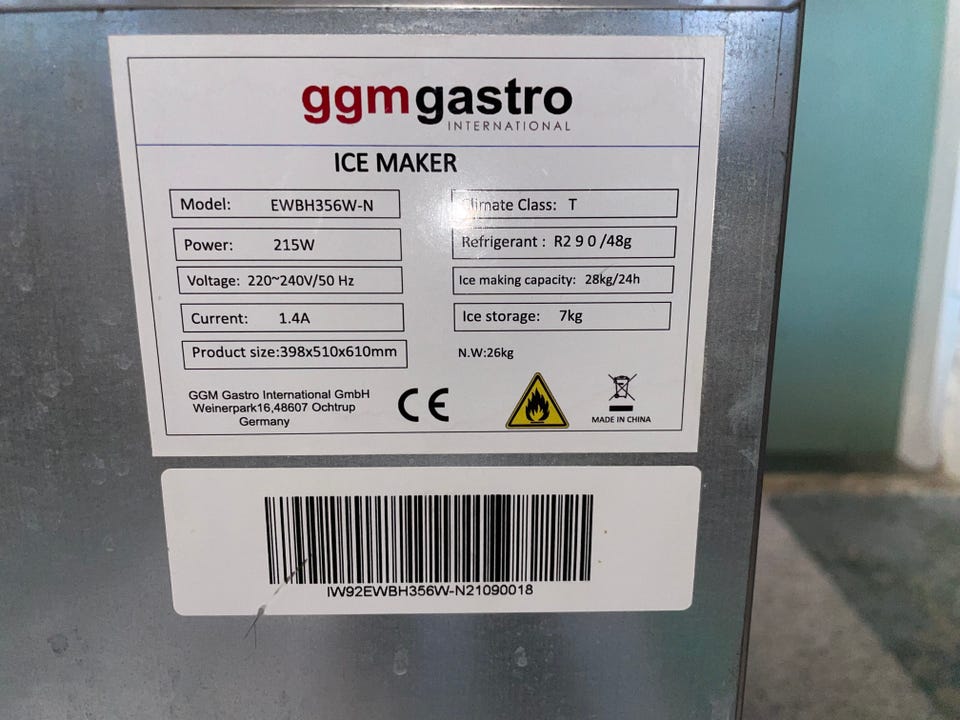 ggmgastro
INTERNATIONAL
ICE MAKER
Model: EWBH356W-N
Power: 215W
Voltage: 220~240V/50 Hz
Current: 1.4A
Product size:398x510x610mm
Climate Class: T
Refrigerant : R2 9 0 /48g
Ice making capacity: 28kg/24h
Ice storage: 7kg
N.W:26kg
GGM Gastro International GmbH
Weinerpark16,48607 Ochtrup
Germany
CE
MADE IN CHINA
IW92EWBH356W-N21090018